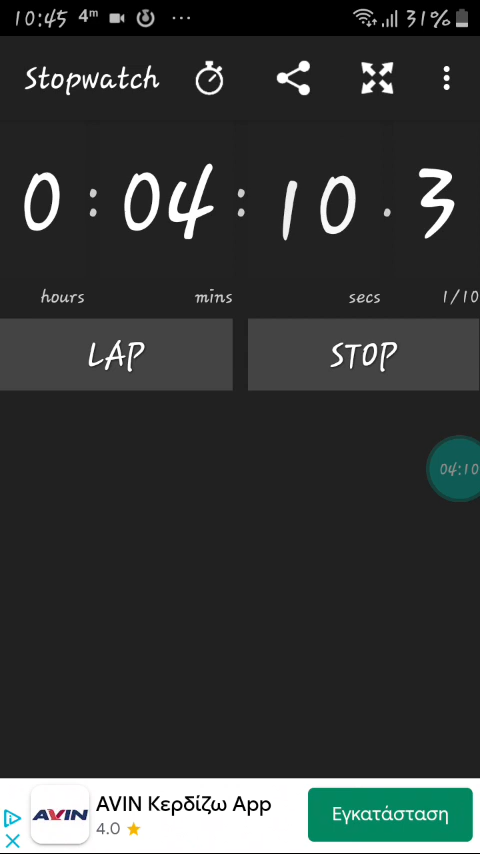 10:45 4m ... 31%
Stopwatch
0 : 04 : 10 . 3
hours mins secs 1/10
LAP STOP
04:10
AVIN AVIN Κερδίζω App
4.0
Εγκατάσταση